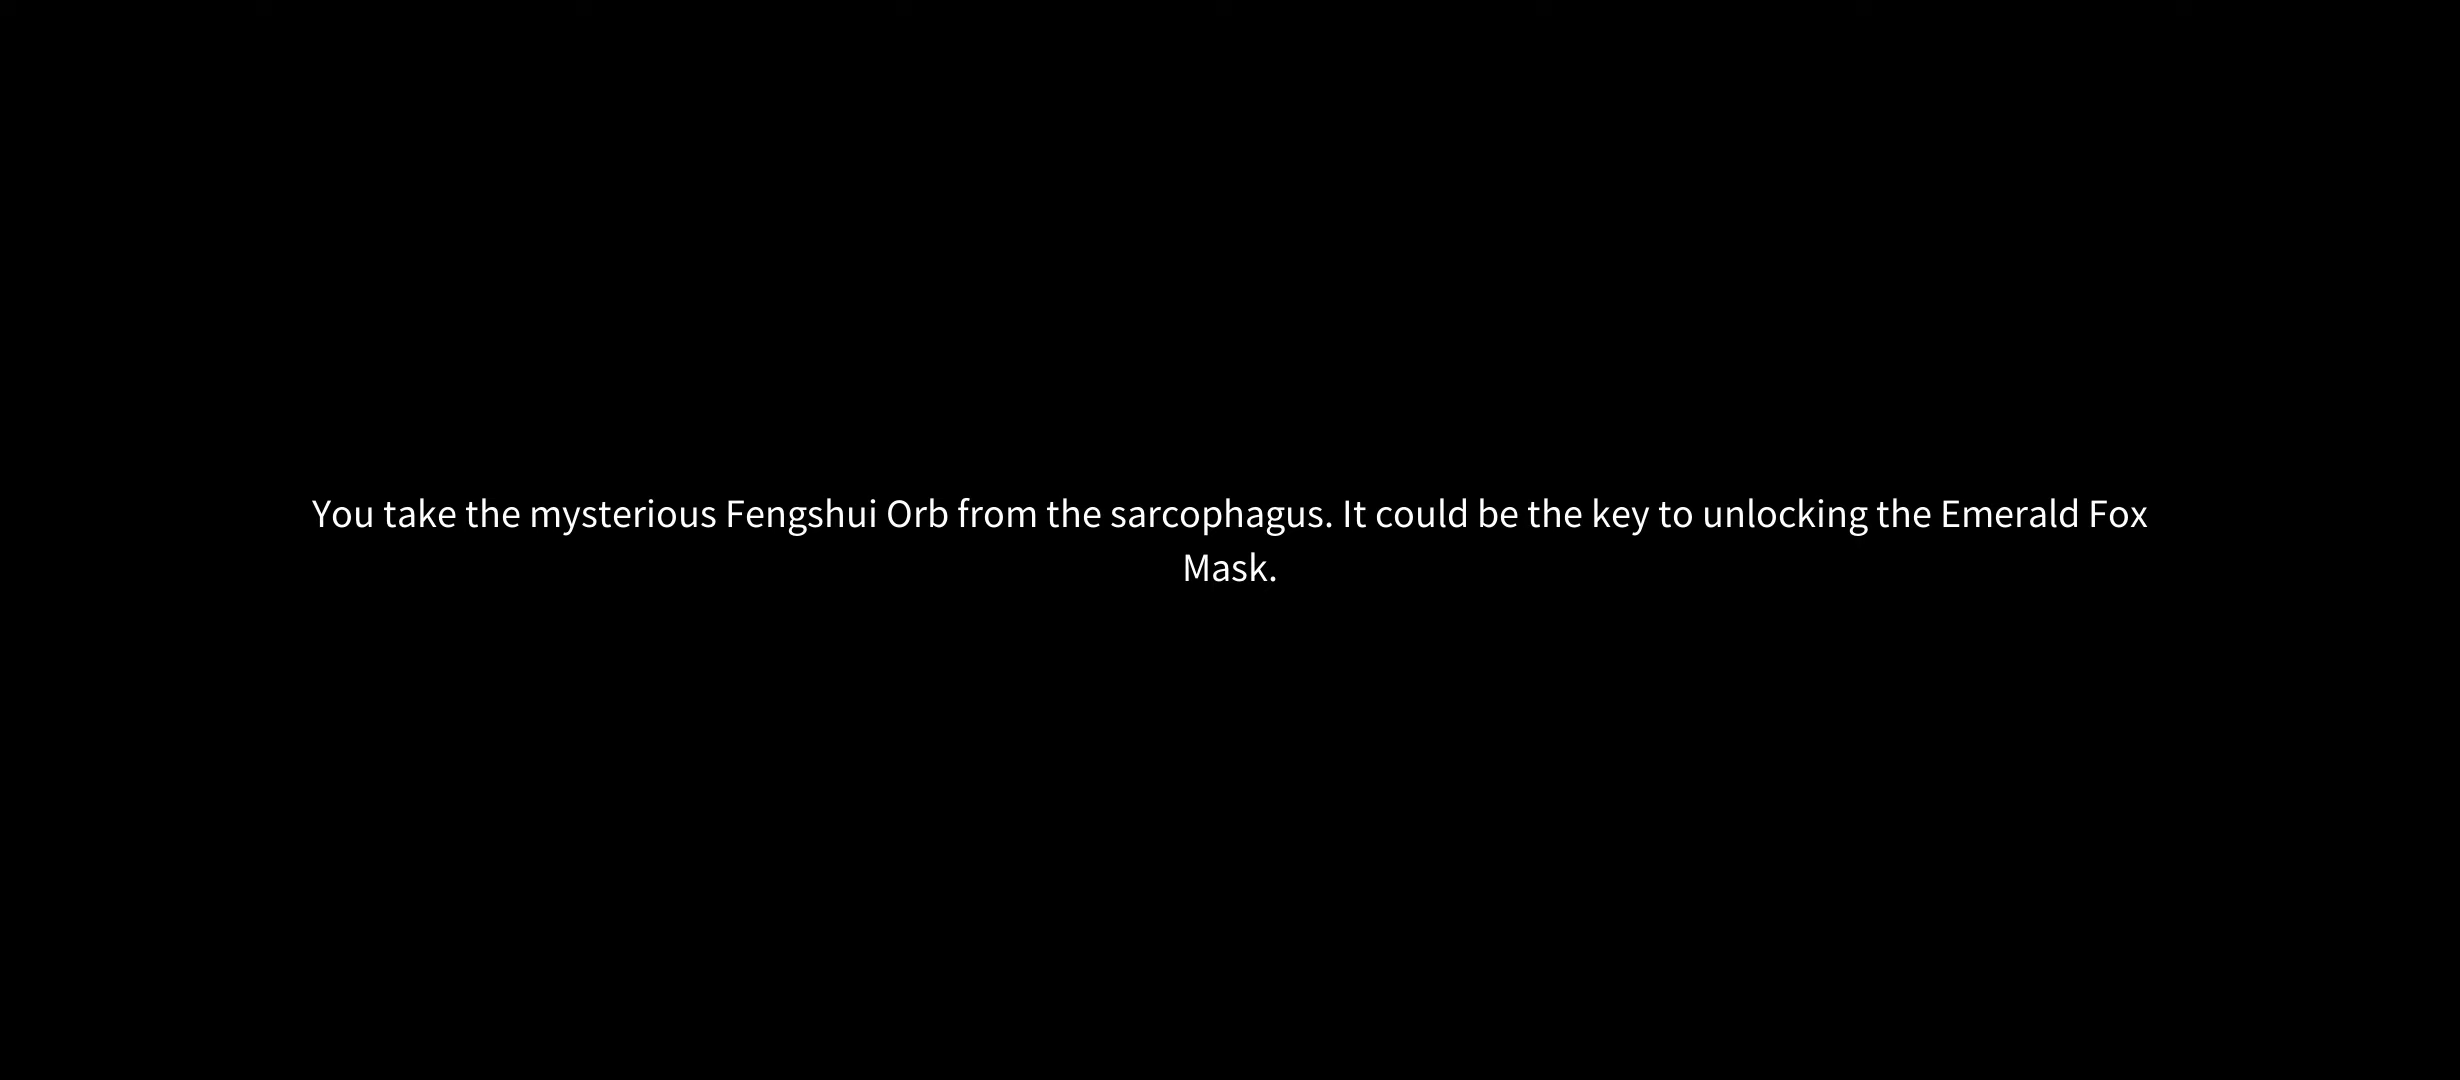 You take the mysterious Fengshui Orb from the sarcophagus. It could be the key to unlocking the Emerald Fox
Mask.